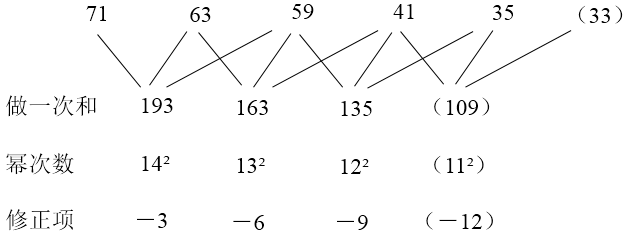 71 63 59 41 35 （33）
做一次和 193 163 135 （109）
幂次数 14² 13² 12² （11²）
修正项 －3 －6 －9 （－12）